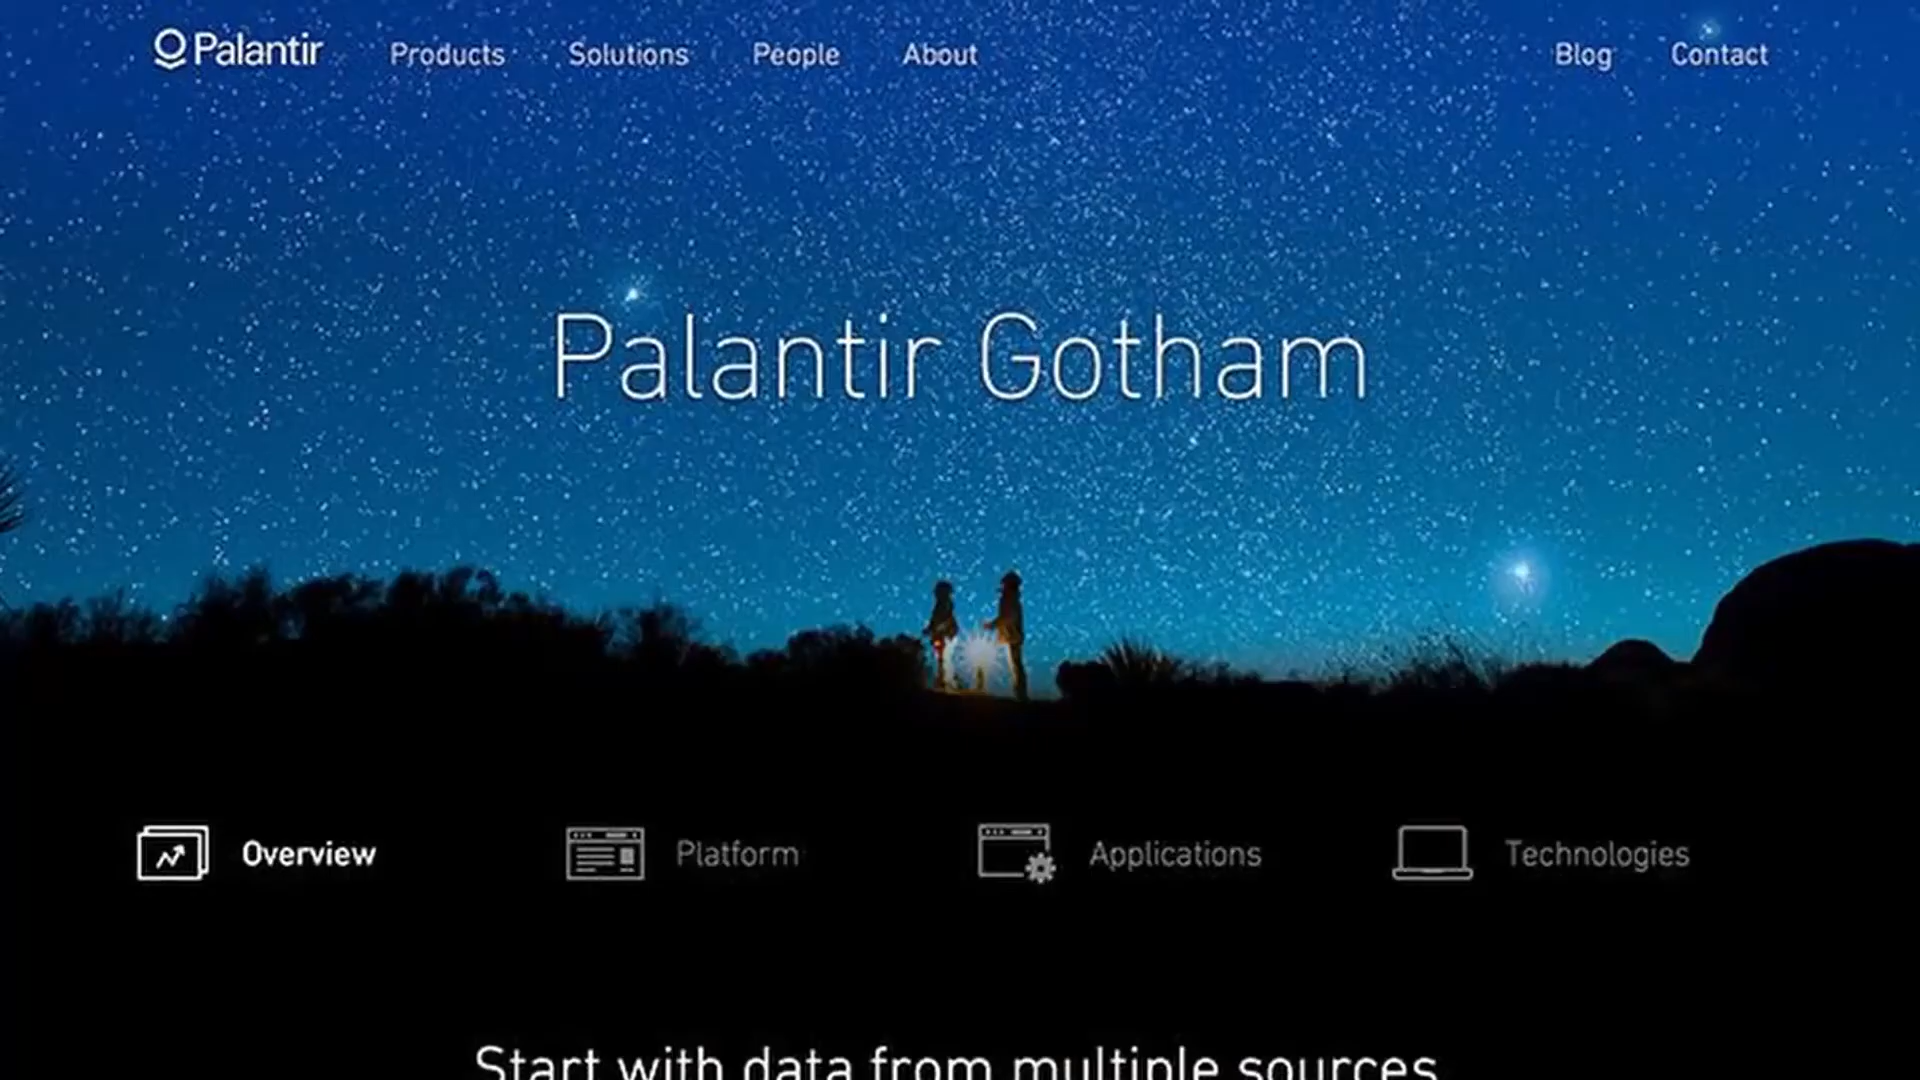 Palantir Products Solutions People About Blog Contact
Palantir Gotham
Overview Platform Applications Technologies
Start with data from multiple sources